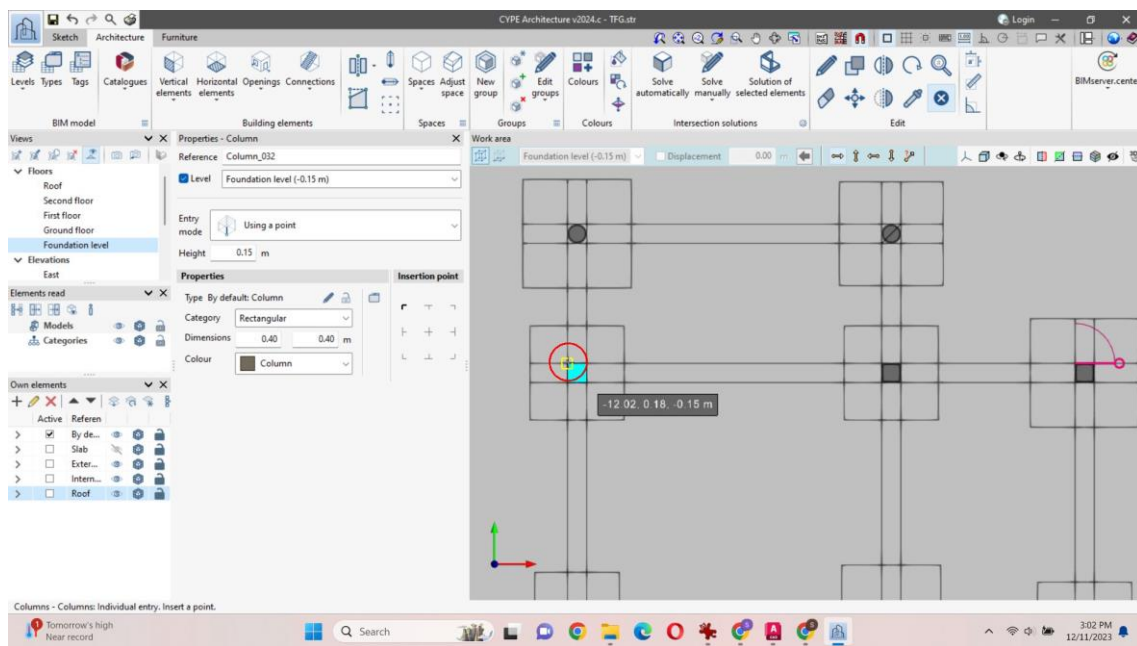 CYPE Architecture v2024.c - TFG.str
Login
Sketch Architecture Furniture
Levels Types Tags Catalogues Vertical elements Horizontal elements Openings Connections Spaces Adjust space New group Edit groups Colours Solve automatically Solve manually Solution of selected elements BIMserver.cente
BIM model Building elements Spaces Groups Colours Intersection solutions Edit
Views
Floors
Roof
Second floor
First floor
Ground floor
Foundation level
Elevations
East
Elements read
Models
Categories
Own elements
Active Referen
By de...
Slab
Exter...
Intern...
Roof
Properties - Column
Reference Column_032
Level Foundation level (-0.15 m)
Entry mode Using a point
Height 0.15 m
Properties Insertion point
Type By default: Column
Category Rectangular
Dimensions 0.40 0.40 m
Colour Column
Work area
Foundation level (-0.15 m) Displacement 0.00 m
-12.02, 0.18, -0.15 m
Columns - Columns: Individual entry. Insert a point.
1
Tomorrow's high
Near record
Search
3:02 PM
12/11/2023